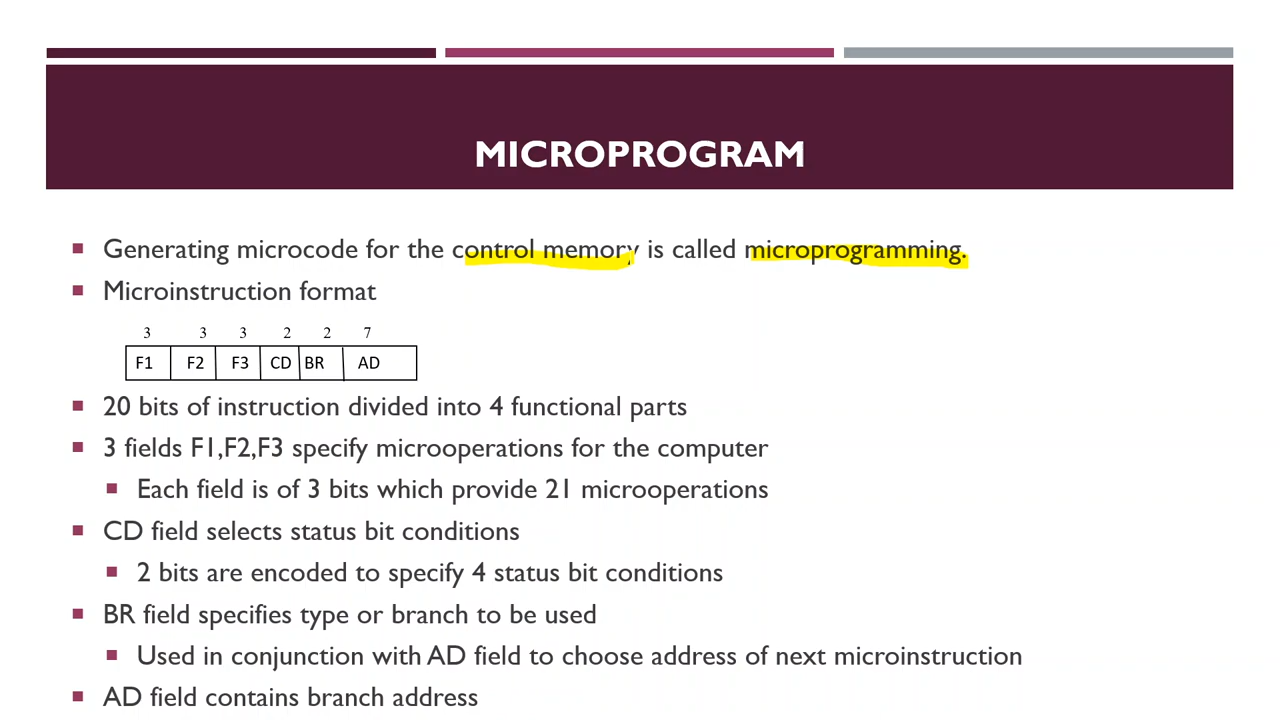 MICROPROGRAM
Generating microcode for the control memory is called microprogramming.
Microinstruction format
3 3 3 2 2 7
F1 F2 F3 CD BR AD
20 bits of instruction divided into 4 functional parts
3 fields F1,F2,F3 specify microoperations for the computer
Each field is of 3 bits which provide 21 microoperations
CD field selects status bit conditions
2 bits are encoded to specify 4 status bit conditions
BR field specifies type or branch to be used
Used in conjunction with AD field to choose address of next microinstruction
AD field contains branch address